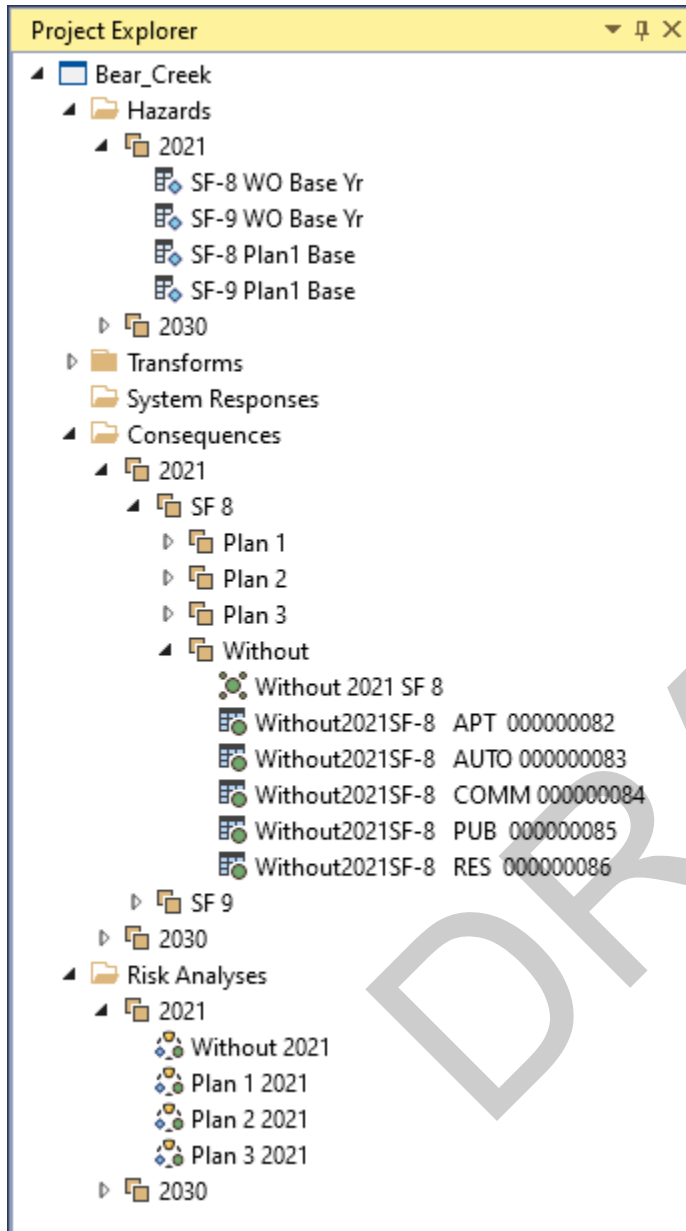 Project Explorer
Bear_Creek
Hazards
2021
SF-8 WO Base Yr
SF-9 WO Base Yr
SF-8 Plan1 Base
SF-9 Plan1 Base
2030
Transforms
System Responses
Consequences
2021
SF 8
Plan 1
Plan 2
Plan 3
Without
Without 2021 SF 8
Without2021SF-8 APT 000000082
Without2021SF-8 AUTO 000000083
Without2021SF-8 COMM 000000084
Without2021SF-8 PUB 000000085
Without2021SF-8 RES 000000086
SF 9
2030
Risk Analyses
2021
Without 2021
Plan 1 2021
Plan 2 2021
Plan 3 2021
2030